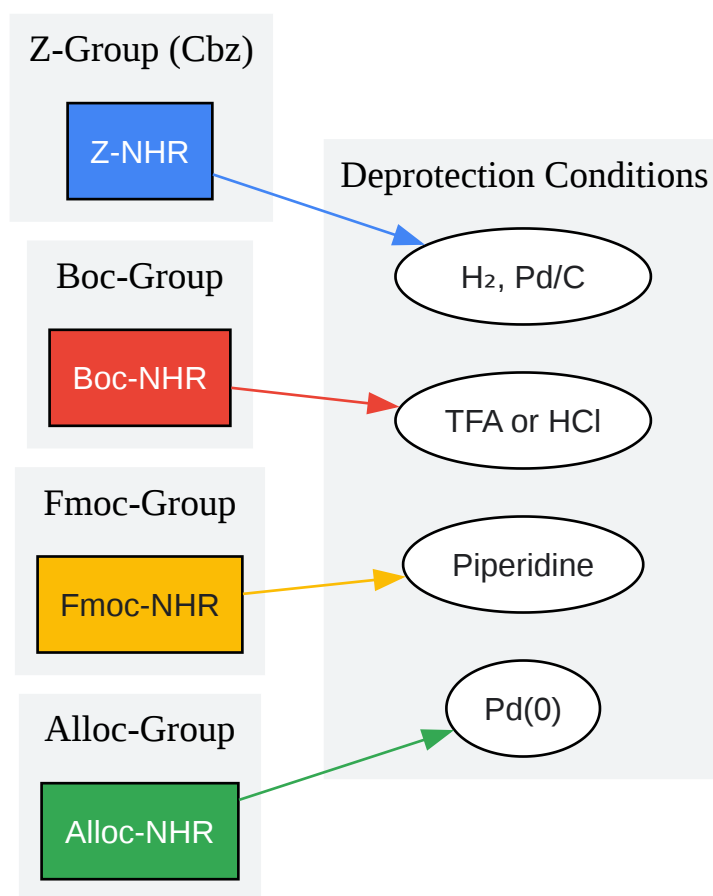 Z-Group (Cbz)
Z-NHR
Boc-Group
Boc-NHR
Fmoc-Group
Fmoc-NHR
Alloc-Group
Alloc-NHR
Deprotection Conditions
H₂, Pd/C
TFA or HCl
Piperidine
Pd(0)